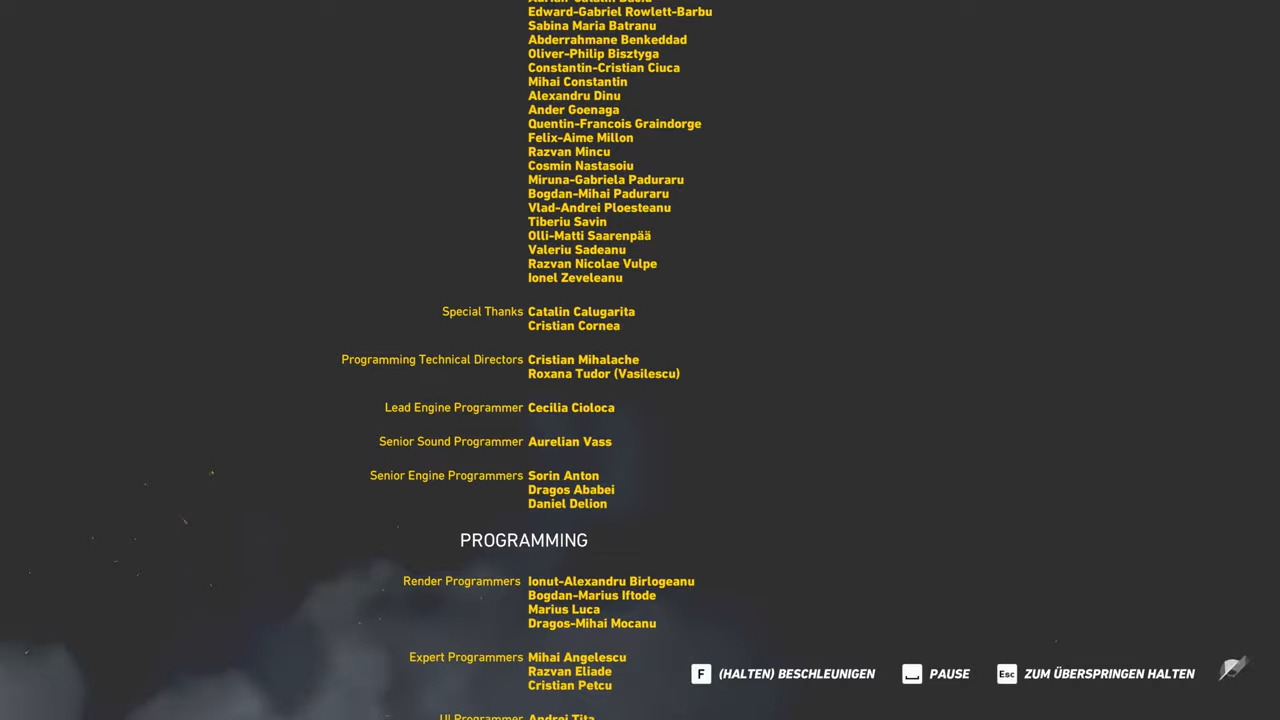 Edward-Gabriel Rowlett-Barbu
Sabina Maria Batranu
Abderrahmane Benkeddad
Oliver-Philip Bisztyga
Constantin-Cristian Ciuca
Mihai Constantin
Alexandru Dinu
Ander Goenaga
Quentin-Francois Graindorge
Felix-Aime Millon
Razvan Mincu
Cosmin Nastasoiu
Miruna-Gabriela Paduraru
Bogdan-Mihai Paduraru
Vlad-Andrei Ploesteanu
Tiberiu Savin
Olli-Matti Saarenpää
Valeriu Sadeanu
Razvan Nicolae Vulpe
Ionel Zeveleanu
Special Thanks Catalin Calugarita
Cristian Cornea
Programming Technical Directors Cristian Mihalache
Roxana Tudor (Vasilescu)
Lead Engine Programmer Cecilia Cioloca
Senior Sound Programmer Aurelian Vass
Senior Engine Programmers Sorin Anton
Dragos Ababei
Daniel Delion
PROGRAMMING
Render Programmers Ionut-Alexandru Birlogeanu
Bogdan-Marius Iftode
Marius Luca
Dragos-Mihai Mocanu
Expert Programmers Mihai Angelescu
Razvan Eliade
Cristian Petcu
F (HALTEN) BESCHLEUNIGEN PAUSE Esc ZUM ÜBERSPRINGEN HALTEN
UI Programmer Andrei Tita